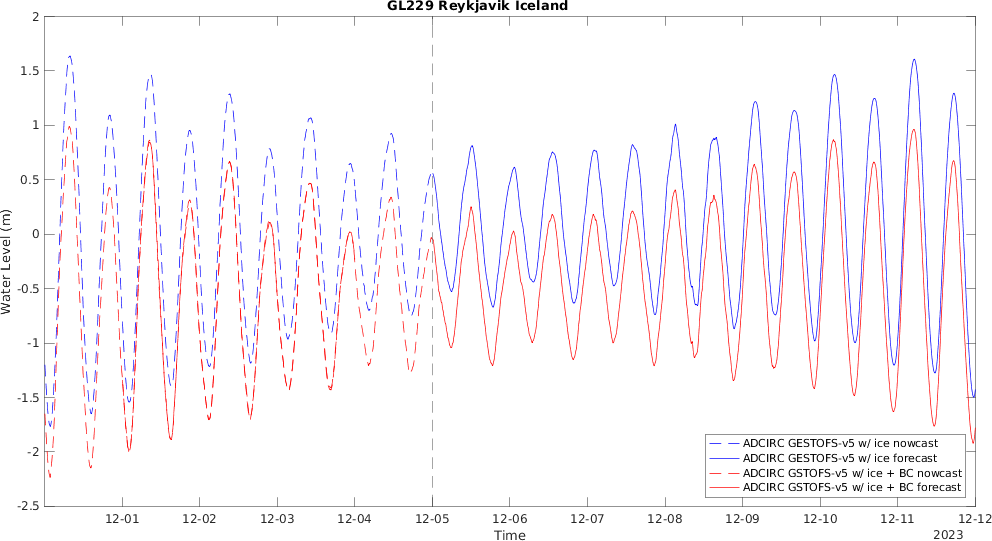 GL229 Reykjavik Iceland
2
1.5
1
0.5
0
-0.5
-1
-1.5
-2
-2.5
Water Level (m)
12-01 12-02 12-03 12-04 12-05 12-06 12-07 12-08 12-09 12-10 12-11 12-12
Time
2023
ADCIRC GESTOFS-v5 w/ ice nowcast
ADCIRC GESTOFS-v5 w/ ice forecast
ADCIRC GSTOFS-v5 w/ ice + BC nowcast
ADCIRC GSTOFS-v5 w/ ice + BC forecast